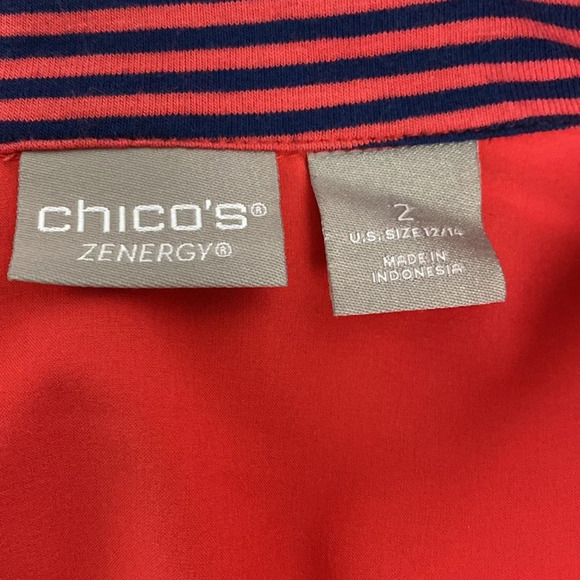 chico's®
ZENERGY®
2
U.S. SIZE 12/14
MADE IN
INDONESIA